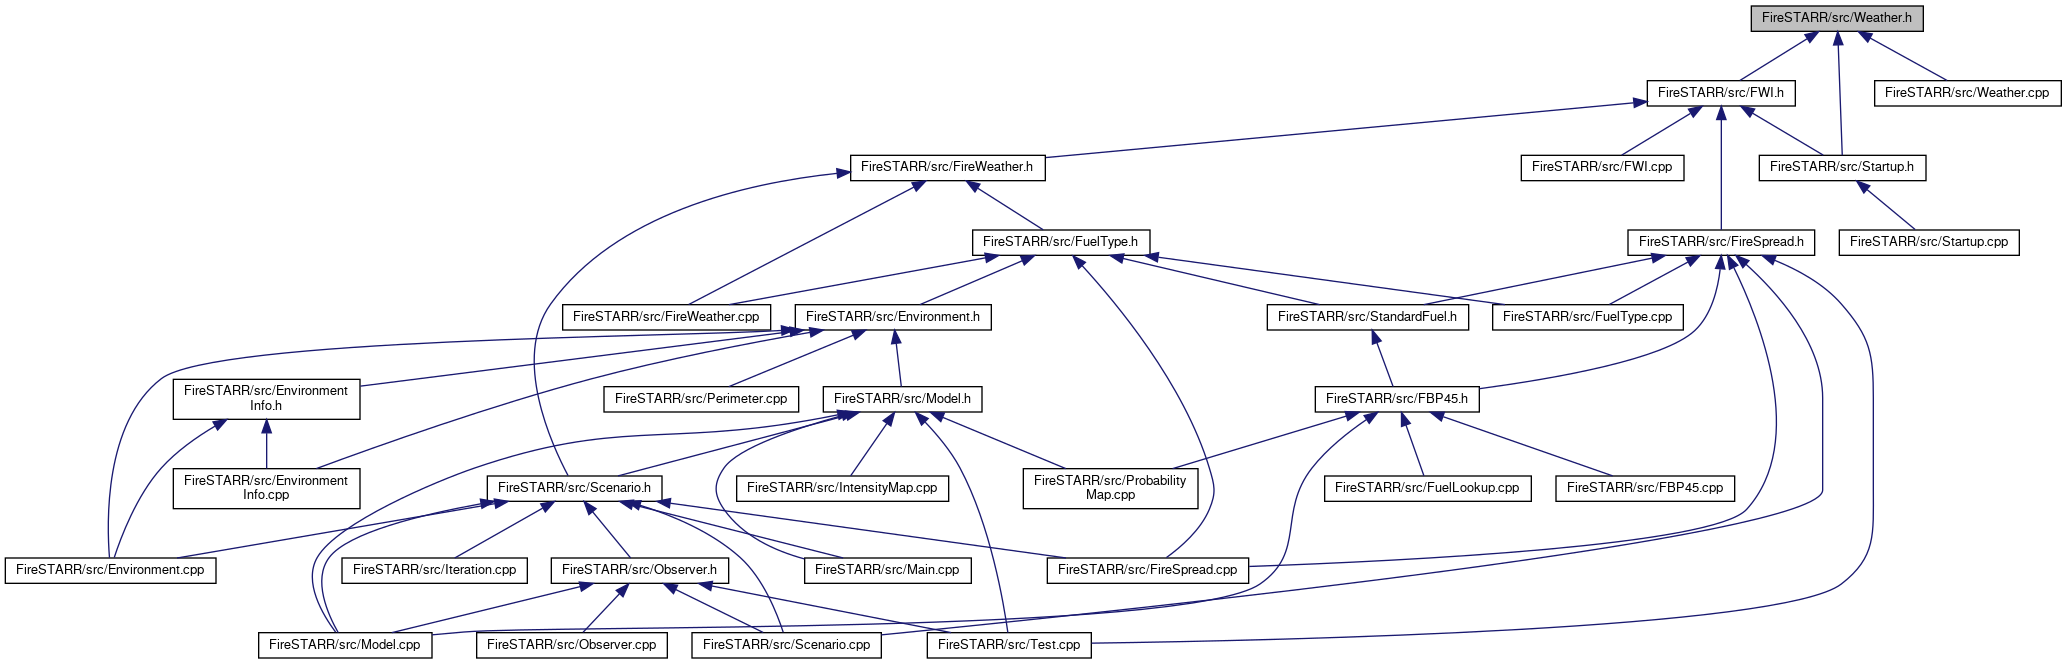 FireSTARR/src/Weather.h
FireSTARR/src/FWI.h
FireSTARR/src/Weather.cpp
FireSTARR/src/FireWeather.h
FireSTARR/src/FWI.cpp
FireSTARR/src/Startup.h
FireSTARR/src/FuelType.h
FireSTARR/src/FireSpread.h
FireSTARR/src/Startup.cpp
FireSTARR/src/FireWeather.cpp
FireSTARR/src/Environment.h
FireSTARR/src/StandardFuel.h
FireSTARR/src/FuelType.cpp
FireSTARR/src/Environment
Info.h
FireSTARR/src/Perimeter.cpp
FireSTARR/src/Model.h
FireSTARR/src/FBP45.h
FireSTARR/src/Environment
Info.cpp
FireSTARR/src/Scenario.h
FireSTARR/src/IntensityMap.cpp
FireSTARR/src/Probability
Map.cpp
FireSTARR/src/FuelLookup.cpp
FireSTARR/src/FBP45.cpp
FireSTARR/src/Environment.cpp
FireSTARR/src/Iteration.cpp
FireSTARR/src/Observer.h
FireSTARR/src/Main.cpp
FireSTARR/src/FireSpread.cpp
FireSTARR/src/Model.cpp
FireSTARR/src/Observer.cpp
FireSTARR/src/Scenario.cpp
FireSTARR/src/Test.cpp